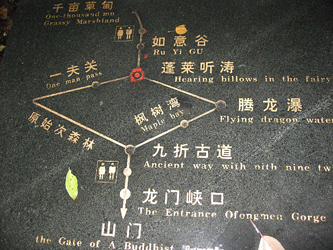 千亩草甸
One-thousand mu
Grassy Marshland
如意谷
Ru Yi GU
一夫关
One man pass
蓬莱听涛
Hearing billows in the fairy
枫树湾
Maple bay
腾龙瀑
Flying dragon water
原始次森林
九折古道
Ancient way with nith nine tw
龙门峡口
The Entrance Ofongmen Gorge
山门
the Gate of A Buddhist